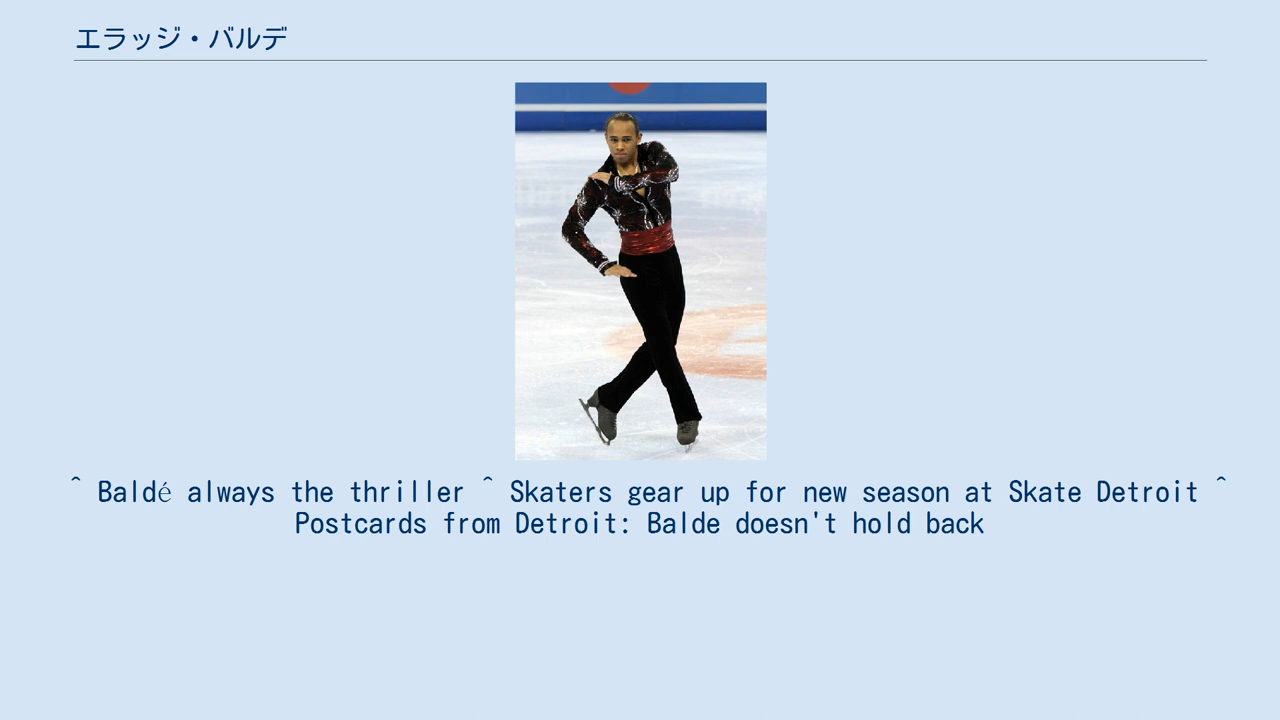 エラッジ・バルデ
^ Baldé always the thriller ^ Skaters gear up for new season at Skate Detroit ^
Postcards from Detroit: Balde doesn't hold back